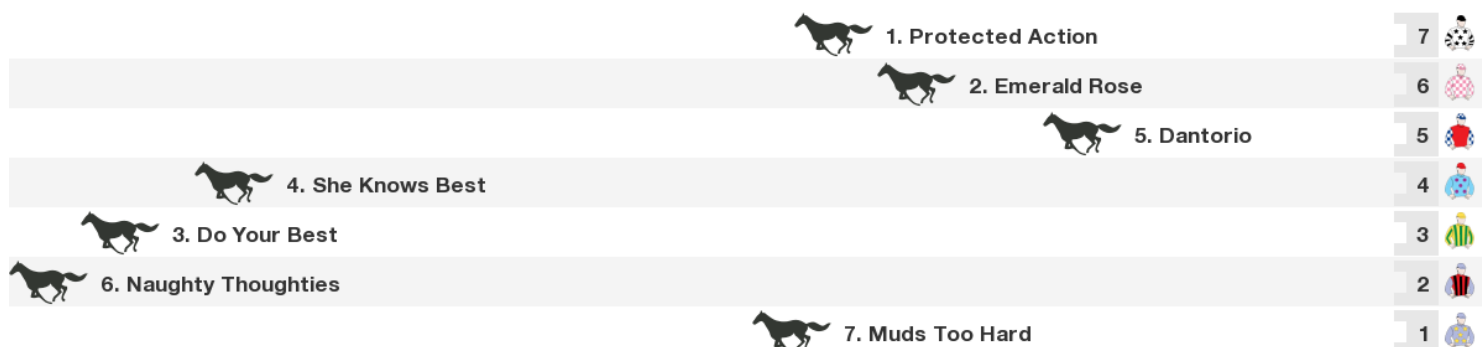 1. Protected Action 7
2. Emerald Rose 6
5. Dantorio 5
4. She Knows Best 4
3. Do Your Best 3
6. Naughty Thoughties 2
7. Muds Too Hard 1